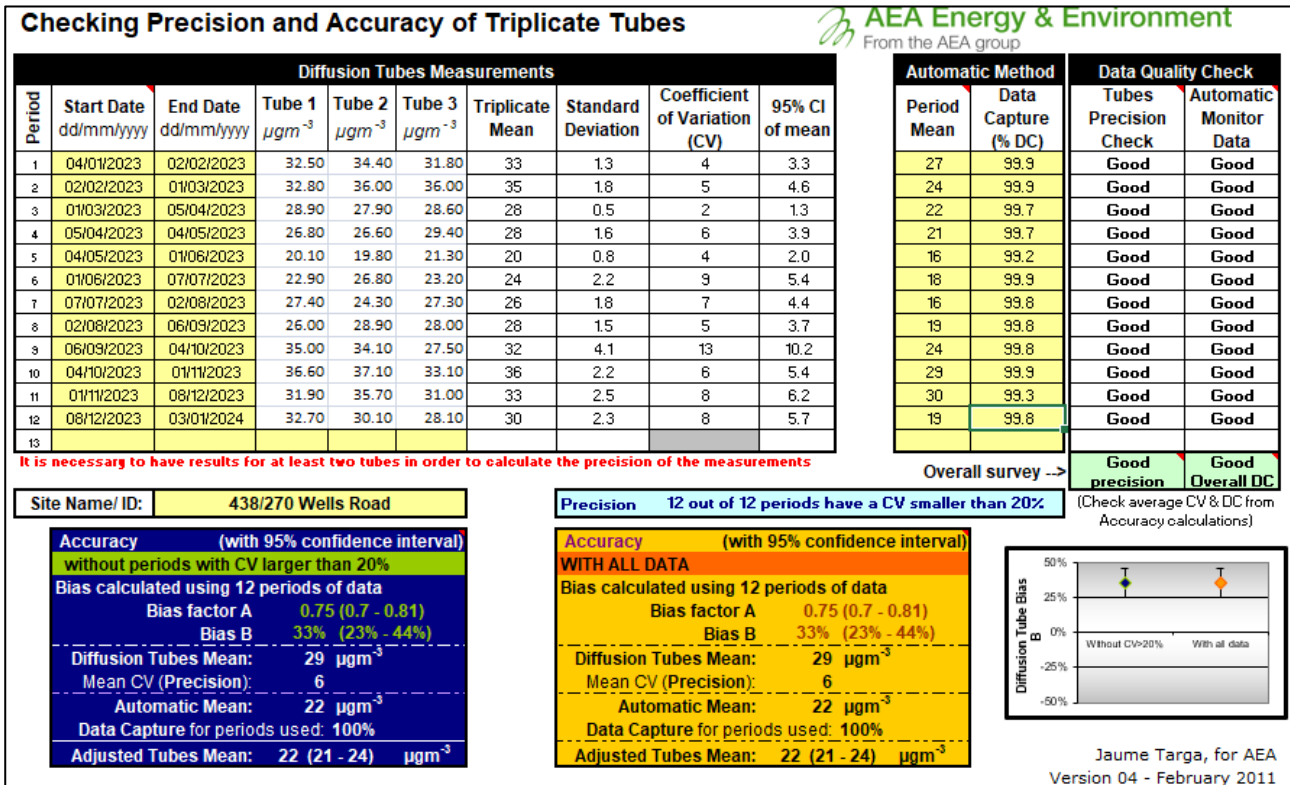 Checking Precision and Accuracy of Triplicate Tubes
AEA Energy & Environment
From the AEA group
Diffusion Tubes Measurements
Automatic Method
Data Quality Check
Period | Start Date dd/mm/yyyy | End Date dd/mm/yyyy | Tube 1 µgm-3 | Tube 2 µgm-3 | Tube 3 µgm-3 | Triplicate Mean | Standard Deviation | Coefficient of Variation (CV) | 95% CI of mean | Period Mean | Data Capture (% DC) | Tubes Precision Check | Automatic Monitor Data
1 04/01/2023 02/02/2023 32.50 34.40 31.80 33 1.3 4 3.3 27 99.9 Good Good
2 02/02/2023 01/03/2023 32.80 36.00 36.00 35 1.8 5 4.6 24 99.9 Good Good
3 01/03/2023 05/04/2023 28.90 27.90 28.60 28 0.5 2 1.3 22 99.7 Good Good
4 05/04/2023 04/05/2023 26.80 26.60 29.40 28 1.6 6 3.9 21 99.7 Good Good
5 04/05/2023 01/06/2023 20.10 19.80 21.30 20 0.8 4 2.0 16 99.2 Good Good
6 01/06/2023 07/07/2023 22.90 26.80 23.20 24 2.2 9 5.4 18 99.9 Good Good
7 07/07/2023 02/08/2023 27.40 24.30 27.30 26 1.8 7 4.4 16 99.8 Good Good
8 02/08/2023 06/09/2023 26.00 28.90 28.00 28 1.5 5 3.7 19 99.8 Good Good
9 06/09/2023 04/10/2023 35.00 34.10 27.50 32 4.1 13 10.2 24 99.8 Good Good
10 04/10/2023 01/11/2023 36.60 37.10 33.10 36 2.2 6 5.4 29 99.9 Good Good
11 01/11/2023 08/12/2023 31.90 35.70 31.00 33 2.5 8 6.2 30 99.3 Good Good
12 08/12/2023 03/01/2024 32.70 30.10 28.10 30 2.3 8 5.7 19 99.8 Good Good
13
It is necessary to have results for at least two tubes in order to calculate the precision of the measurements
Overall survey --> Good precision Good Overall DC
Site Name/ ID: 438/270 Wells Road
Precision 12 out of 12 periods have a CV smaller than 20%
(Check average CV & DC from
Accuracy calculations)
Accuracy (with 95% confidence interval)
without periods with CV larger than 20%
Bias calculated using 12 periods of data
Bias factor A 0.75 (0.7 - 0.81)
Bias B 33% (23% - 44%)
Diffusion Tubes Mean: 29 µgm-3
Mean CV (Precision): 6
Automatic Mean: 22 µgm-3
Data Capture for periods used: 100%
Adjusted Tubes Mean: 22 (21 - 24) µgm-3
Accuracy (with 95% confidence interval)
WITH ALL DATA
Bias calculated using 12 periods of data
Bias factor A 0.75 (0.7 - 0.81)
Bias B 33% (23% - 44%)
Diffusion Tubes Mean: 29 µgm-3
Mean CV (Precision): 6
Automatic Mean: 22 µgm-3
Data Capture for periods used: 100%
Adjusted Tubes Mean: 22 (21 - 24) µgm-3
Diffusion Tube Bias B
50%
25%
0%
-25%
-50%
Without CV>20%
With all data
Jaume Targa, for AEA
Version 04 - February 2011